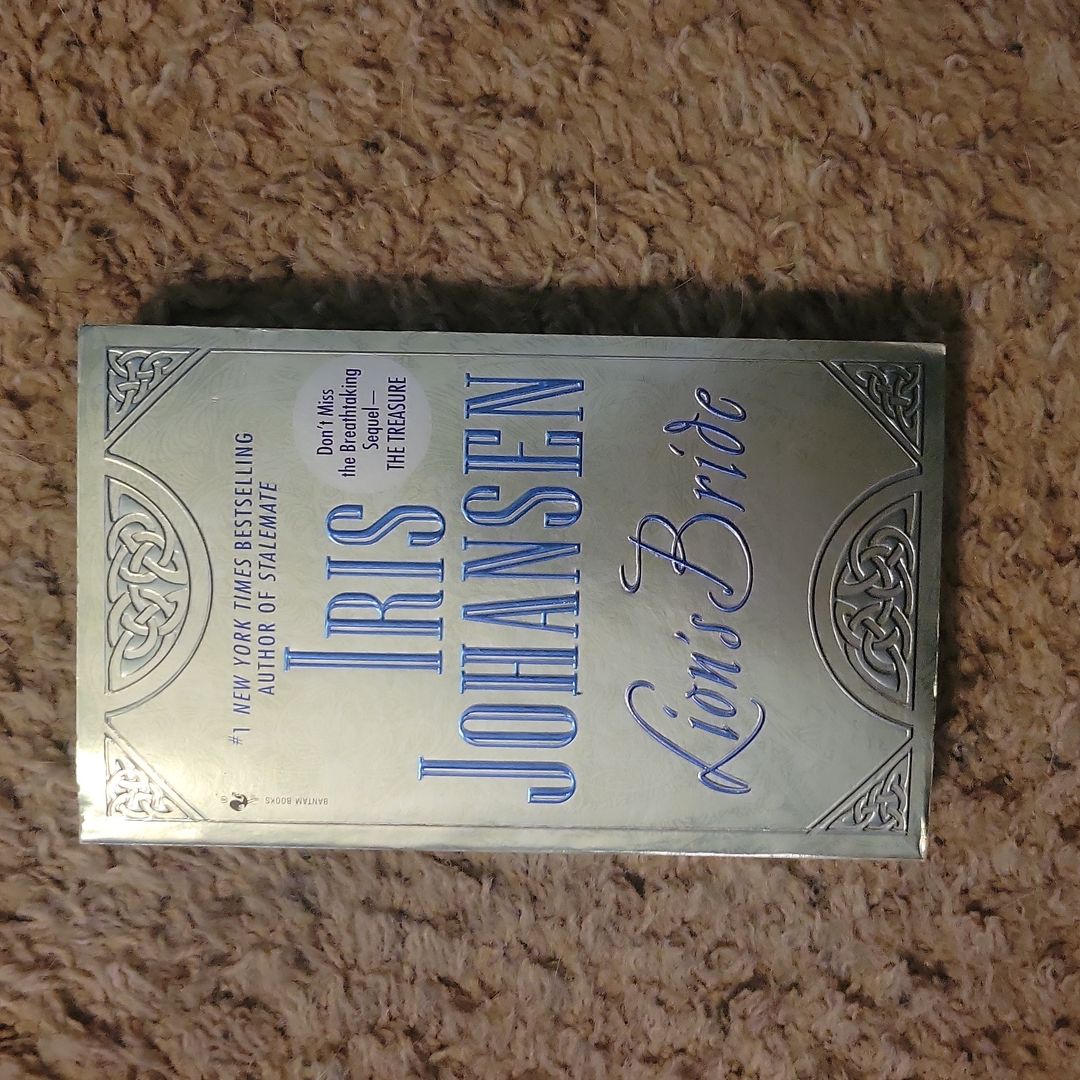 #1 NEW YORK TIMES BESTSELLING
AUTHOR OF STALEMATE
BANTAM BOOKS
®
Don't Miss
the Breathtaking
Sequel—
THE TREASURE
IRIS
JOHANSEN
Lion's Bride